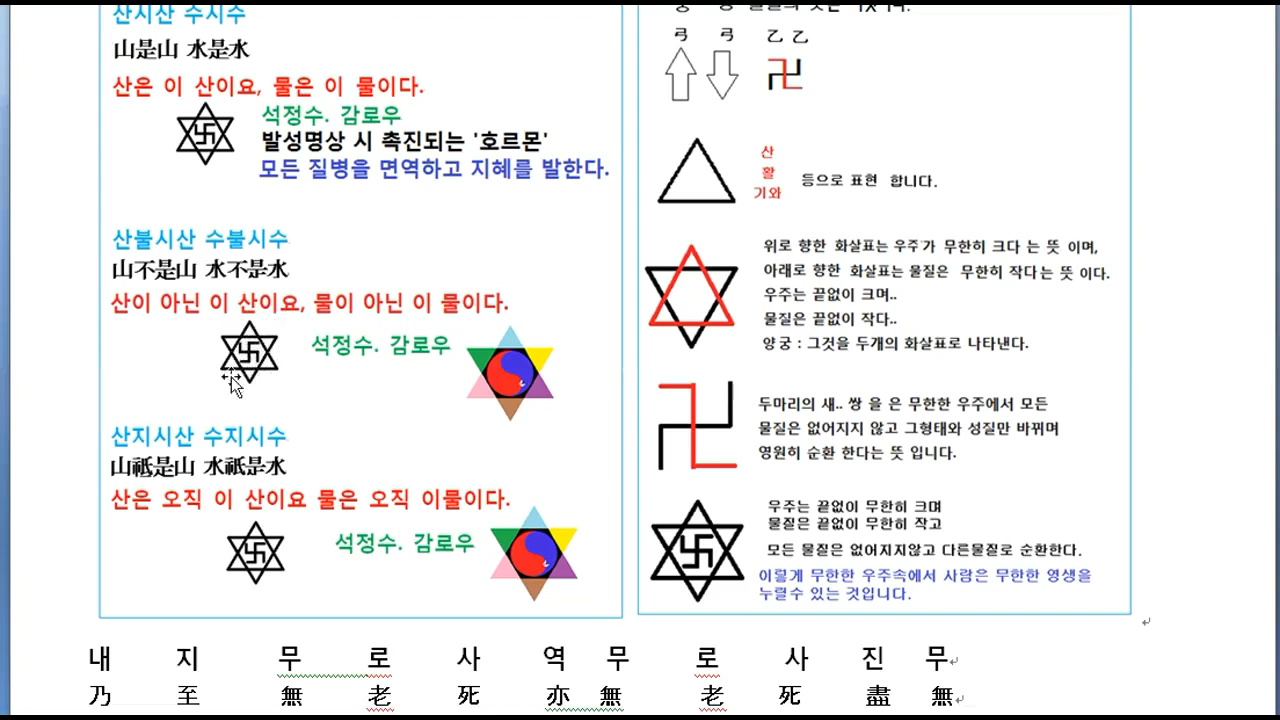 산시산 수시수
山是山 水是水
산은 이 산이요, 물은 이 물이다.
석정수. 감로우
발성명상 시 촉진되는 '호르몬'
모든 질병을 면역하고 지혜를 발한다.
산불시산 수불시수
山不是山 水不是水
산이 아닌 이 산이요, 물이 아닌 이 물이다.
석정수. 감로우
산지시산 수지시수
山祗是山 水祗是水
산은 오직 이 산이요 물은 오직 이물이다.
석정수. 감로우
弓 弓 乙 乙
산
활
기와
등으로 표현 합니다.
위로 향한 화살표는 우주가 무한히 크다 는 뜻 이며,
아래로 향한 화살표는 물질은 무한히 작다는 뜻 이다.
우주는 끝없이 크며..
물질은 끝없이 작다..
양궁 : 그것을 두개의 화살표로 나타낸다.
두마리의 새.. 쌍 을 은 무한한 우주에서 모든
물질은 없어지지 않고 그형태와 성질만 바뀌며
영원히 순환 한다는 뜻 입니다.
우주는 끝없이 무한히 크며
물질은 끝없이 무한히 작고
모든 물질은 없어지지않고 다른물질로 순환한다.
이렇게 무한한 우주속에서 사람은 무한한 영생을
누릴수 있는 것입니다.
내 지 무 로 사 역 무 로 사 진 무
乃 至 無 老 死 亦 無 老 死 盡 無